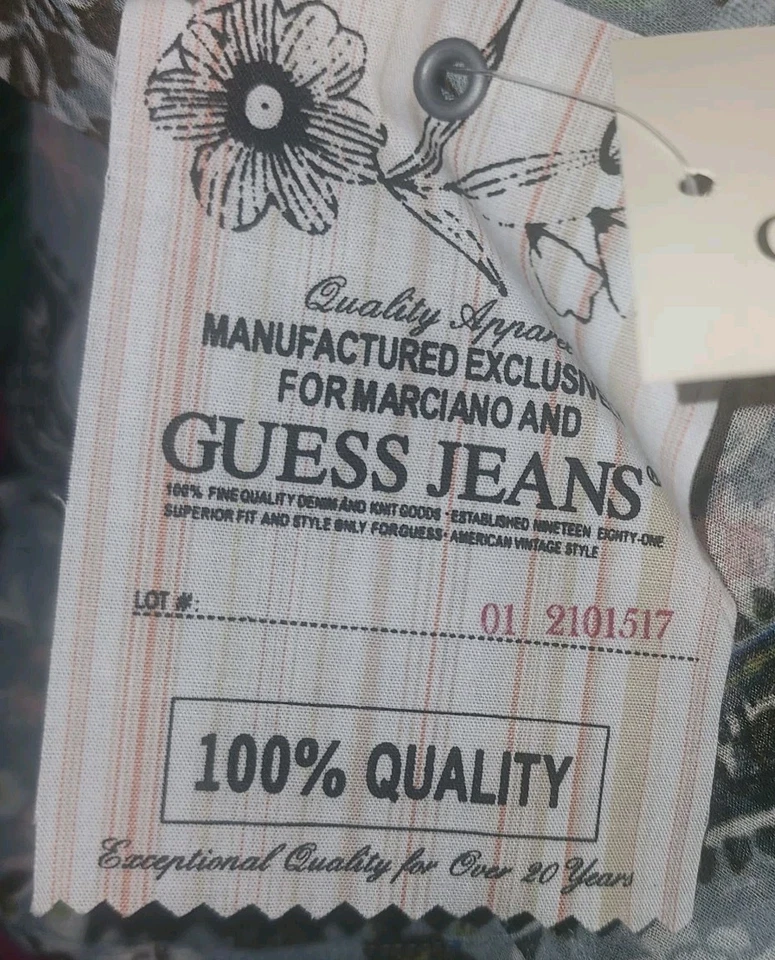 Quality
MANUFACTURED
FOR MARCIANO AND
GUESS JEANS®
100% FINE QUALITY DENIM AND KNIT GOODS • ESTABLISHED NINETEEN EIGHTY-ONE
SUPERIOR FIT AND STYLE ONLY FOR GUESS • AMERICAN VINTAGE STYLE
LOT #:
01 2101517
100% QUALITY
Exceptional Quality for Over 20 Years